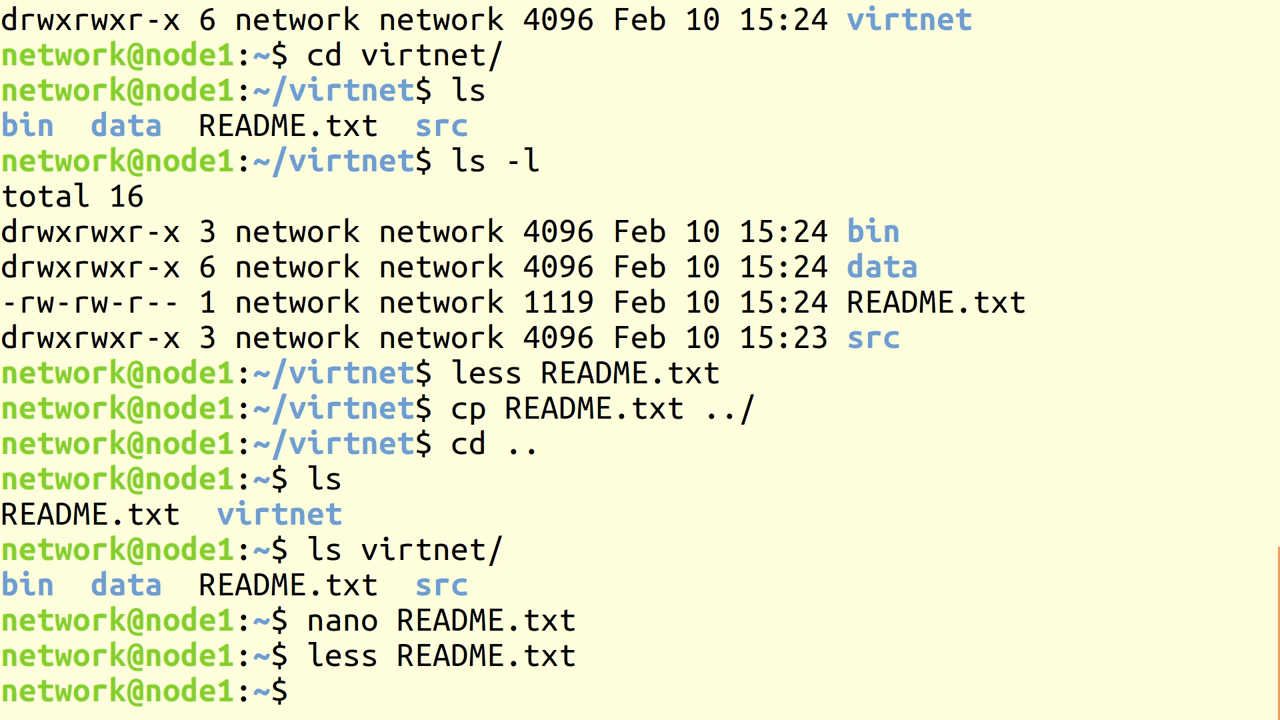 drwxrwxr-x 6 network network 4096 Feb 10 15:24 virtnet
network@node1:~$ cd virtnet/
network@node1:~/virtnet$ ls
bin  data  README.txt  src
network@node1:~/virtnet$ ls -l
total 16
drwxrwxr-x 3 network network 4096 Feb 10 15:24 bin
drwxrwxr-x 6 network network 4096 Feb 10 15:24 data
-rw-rw-r-- 1 network network 1119 Feb 10 15:24 README.txt
drwxrwxr-x 3 network network 4096 Feb 10 15:23 src
network@node1:~/virtnet$ less README.txt
network@node1:~/virtnet$ cp README.txt ../
network@node1:~/virtnet$ cd ..
network@node1:~$ ls
README.txt  virtnet
network@node1:~$ ls virtnet/
bin  data  README.txt  src
network@node1:~$ nano README.txt
network@node1:~$ less README.txt
network@node1:~$